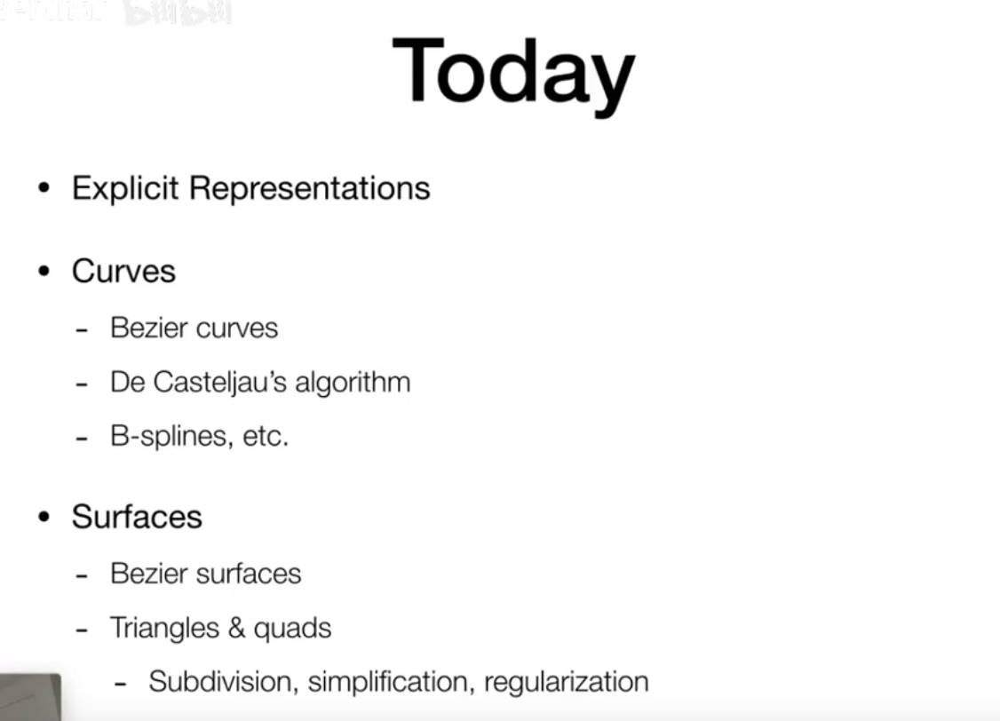 bilibili
Today
• Explicit Representations
• Curves
- Bezier curves
- De Casteljau’s algorithm
- B-splines, etc.
• Surfaces
- Bezier surfaces
- Triangles & quads
- Subdivision, simplification, regularization